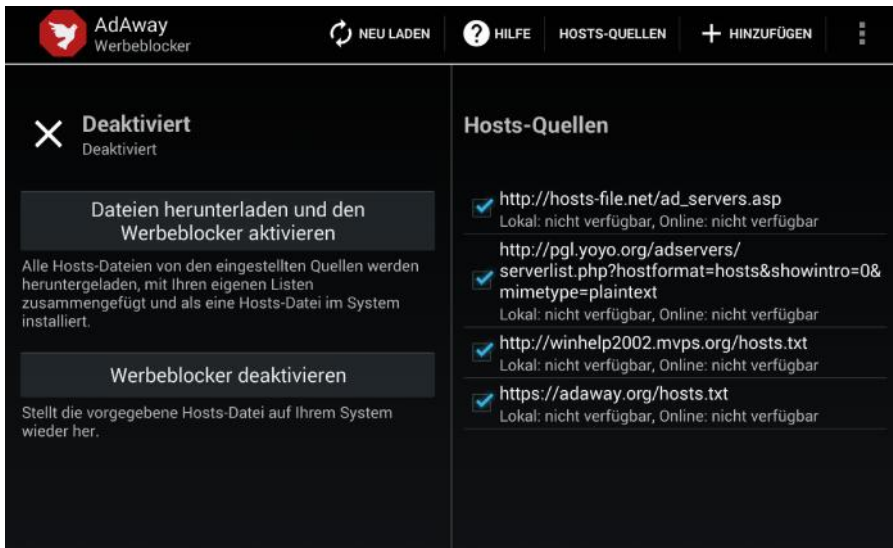 AdAway
Werbeblocker
NEU LADEN
HILFE
HOSTS-QUELLEN
HINZUFÜGEN
Deaktiviert
Deaktiviert
Dateien herunterladen und den
Werbeblocker aktivieren
Alle Hosts-Dateien von den eingestellten Quellen werden
heruntergeladen, mit Ihren eigenen Listen
zusammengefügt und als eine Hosts-Datei im System
installiert.
Werbeblocker deaktivieren
Stellt die vorgegebene Hosts-Datei auf Ihrem System
wieder her.
Hosts-Quellen
http://hosts-file.net/ad_servers.asp
Lokal: nicht verfügbar, Online: nicht verfügbar
http://pgl.yoyo.org/adservers/
serverlist.php?hostformat=hosts&showintro=0&
mimetype=plaintext
Lokal: nicht verfügbar, Online: nicht verfügbar
http://winhelp2002.mvps.org/hosts.txt
Lokal: nicht verfügbar, Online: nicht verfügbar
https://adaway.org/hosts.txt
Lokal: nicht verfügbar, Online: nicht verfügbar